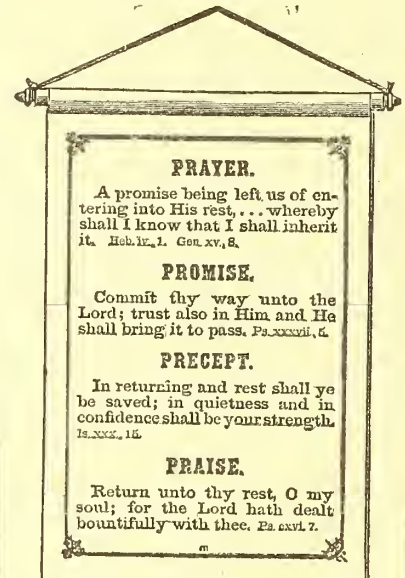 PRAYER.
A promise being left us of en-
tering into His rest, ... whereby
shall I know that I shall inherit
it. Heb. iv. 1. Gen. xv. 8.
PROMISE.
Commit thy way unto the
Lord; trust also in Him and He
shall bring it to pass. Ps. xxxvii. 5.
PRECEPT.
In returning and rest shall ye
be saved; in quietness and in
confidence shall be your strength.
Is. xxx. 15.
PRAISE.
Return unto thy rest, O my
soul; for the Lord hath dealt
bountifully with thee. Ps. cxvi. 7.